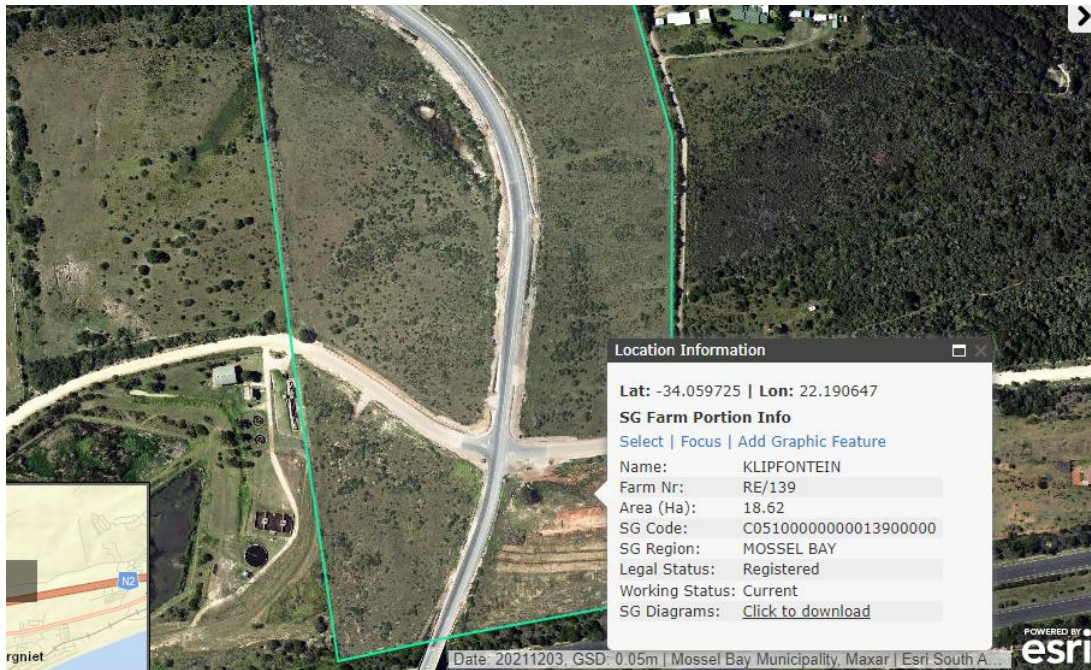 Location Information
Lat: -34.059725 | Lon: 22.190647
SG Farm Portion Info
Select | Focus | Add Graphic Feature
Name: KLIPFONTEIN
Farm Nr: RE/139
Area (Ha): 18.62
SG Code: C05100000000013900000
SG Region: MOSSEL BAY
Legal Status: Registered
Working Status: Current
SG Diagrams: Click to download
N2
rgniet
Date: 20211203, GSD: 0.05m | Mossel Bay Municipality, Maxar | Esri South A...
POWERED BY
esri